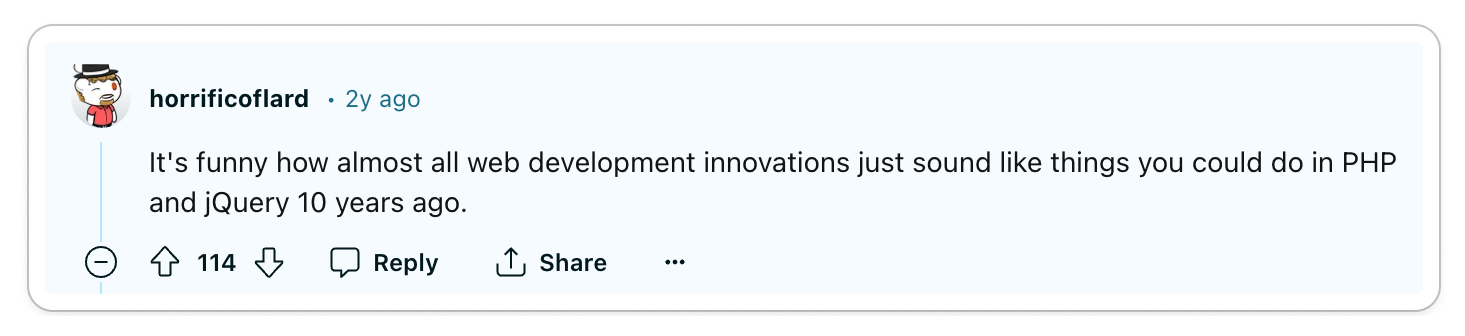 horrificoflard • 2y ago
It's funny how almost all web development innovations just sound like things you could do in PHP
and jQuery 10 years ago.
114 Reply Share ...